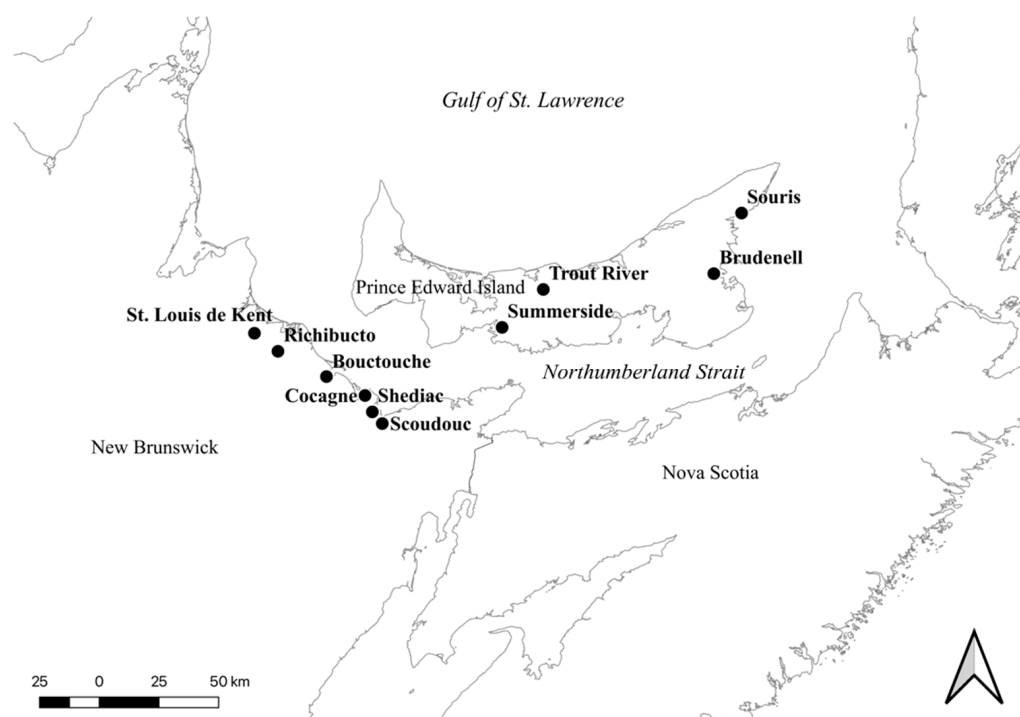 Gulf of St. Lawrence
Souris
Brudenell
Trout River
Prince Edward Island
Summerside
St. Louis de Kent
Richibucto
Bouctouche
Northumberland Strait
Cocagne
Shediac
Scoudouc
New Brunswick
Nova Scotia
25 0 25 50 km